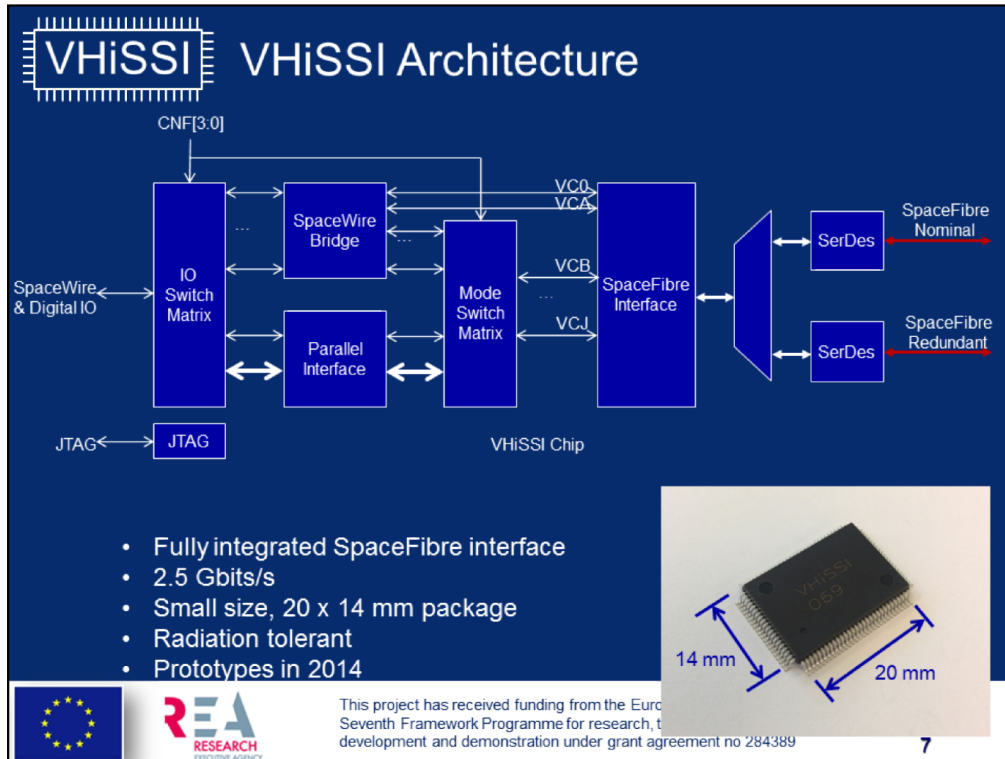 VHiSSI
VHiSSI Architecture
CNF[3:0]
VC0
VCA
SpaceWire
Bridge
...
...
SpaceFibre
Nominal
SerDes
SpaceWire
& Digital IO
IO
Switch
Matrix
Mode
Switch
Matrix
VCB
...
VCJ
SpaceFibre
Interface
Parallel
Interface
SpaceFibre
Redundant
SerDes
JTAG
JTAG
VHiSSI Chip
• Fully integrated SpaceFibre interface
• 2.5 Gbits/s
• Small size, 20 x 14 mm package
• Radiation tolerant
• Prototypes in 2014
VHiSSI
059
14 mm
20 mm
REA
RESEARCH
EXECUTIVE AGENCY
This project has received funding from the
Seventh Framework Programme for research,
development and demonstration under grant agreement no 284389
7